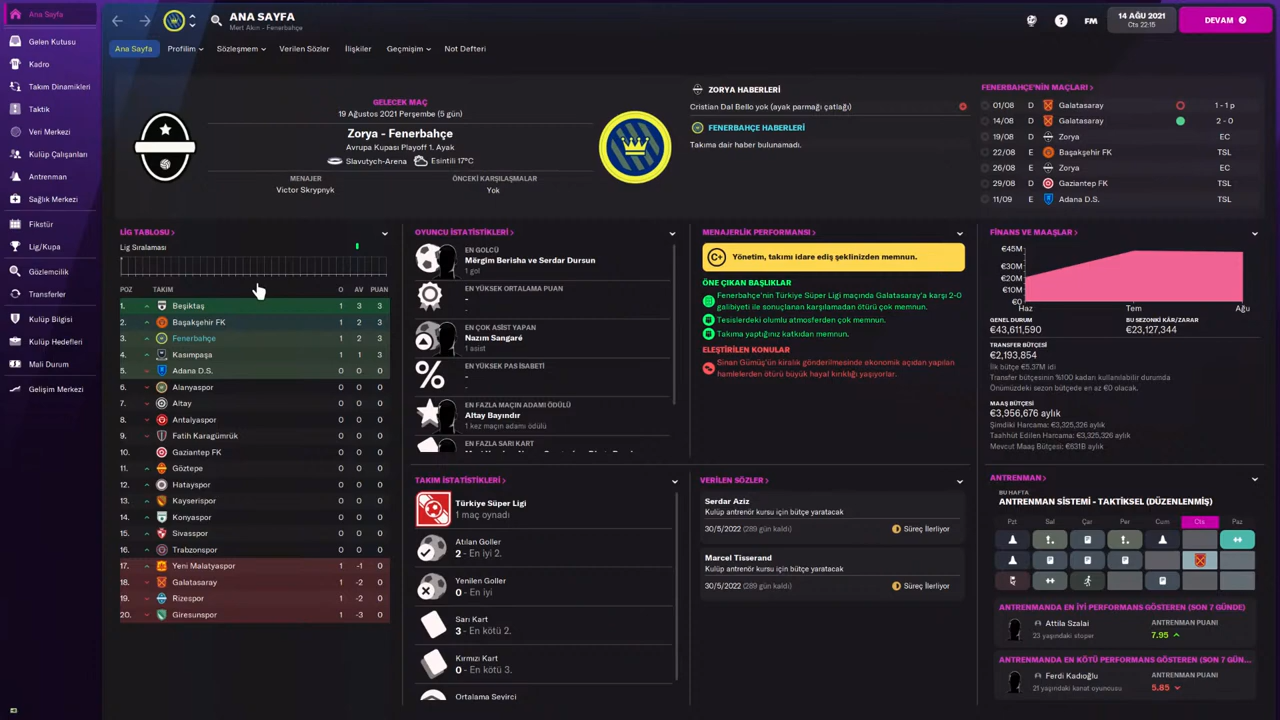 Ana Sayfa
Gelen Kutusu
Kadro
Takım Dinamikleri
Taktik
Veri Merkezi
Kulüp Çalışanları
Antrenman
Sağlık Merkezi
Fikstür
Lig/Kupa
Gözlemcilik
Transferler
Kulüp Bilgisi
Kulüp Hedefleri
Mali Durum
Gelişim Merkezi
ANA SAYFA
Mert Akın - Fenerbahçe
FM
14 AĞU 2021
Cts 22:15
DEVAM
Ana Sayfa
Profilim
Sözleşmem
Verilen Sözler
İlişkiler
Geçmişim
Not Defteri
GELECEK MAÇ
19 Ağustos 2021 Perşembe (5 gün)
Zorya - Fenerbahçe
Avrupa Kupası Playoff 1. Ayak
Slavutych-Arena Esintili 17°C
MENAJER
Victor Skrypnyk
ÖNCEKİ KARŞILAŞMALAR
Yok
ZORYA HABERLERİ
Cristian Dal Bello yok (ayak parmağı çatlağı)
FENERBAHÇE HABERLERİ
Takıma dair haber bulunamadı.
FENERBAHÇE'NİN MAÇLARI
01/08 D Galatasaray 1 - 1 p
14/08 D Galatasaray 2 - 0
19/08 D Zorya EC
22/08 E Başakşehir FK TSL
26/08 E Zorya EC
29/08 D Gaziantep FK TSL
11/09 E Adana D.S. TSL
LİG TABLOSU
Lig Sıralaması
POZ TAKIM O AV PUAN
1. Beşiktaş 1 3 3
2. Başakşehir FK 1 2 3
3. Fenerbahçe 1 2 3
4. Kasımpaşa 1 1 3
5. Adana D.S. 0 0 0
6. Alanyaspor 0 0 0
7. Altay 0 0 0
8. Antalyaspor 0 0 0
9. Fatih Karagümrük 0 0 0
10. Gaziantep FK 0 0 0
11. Göztepe 0 0 0
12. Hatayspor 0 0 0
13. Kayserispor 0 0 0
14. Konyaspor 0 0 0
15. Sivasspor 0 0 0
16. Trabzonspor 0 0 0
17. Yeni Malatyaspor 1 -1 0
18. Galatasaray 1 -2 0
19. Rizespor 1 -2 0
20. Giresunspor 1 -3 0
OYUNCU İSTATİSTİKLERİ
EN GOLCÜ
Mërgim Berisha ve Serdar Dursun
1 gol
EN YÜKSEK ORTALAMA PUAN
-
-
EN ÇOK ASİST YAPAN
Nazım Sangaré
1 asist
EN YÜKSEK PAS İSABETİ
-
-
EN FAZLA MAÇIN ADAMI ÖDÜLÜ
Altay Bayındır
1 kez maçın adamı ödülü
EN FAZLA SARI KART
TAKIM İSTATİSTİKLERİ
Türkiye Süper Ligi
1 maç oynadı
Atılan Goller
2 - En iyi 2.
Yenilen Goller
0 - En iyi
Sarı Kart
3 - En kötü 2.
Kırmızı Kart
0 - En kötü 3.
Ortalama Seyirci
MENAJERLİK PERFORMANSI
C+ Yönetim, takımı idare ediş şeklinizden memnun.
ÖNE ÇIKAN BAŞLIKLAR
Fenerbahçe'nin Türkiye Süper Ligi maçında Galatasaray'a karşı 2-0
galibiyeti ile sonuçlanan karşılaşmadan ötürü çok memnun.
Tesislerdeki olumlu atmosferden çok memnun.
Takıma yaptığınız katkıdan memnun.
ELEŞTİRİLEN KONULAR
Sinan Gümüş'ün kiralık gönderilmesinde ekonomik açıdan yapılan
hamlelerden ötürü büyük hayal kırıklığı yaşıyorlar.
VERİLEN SÖZLER
Serdar Aziz
Kulüp antrenör kursu için bütçe yaratacak
30/5/2022 (289 gün kaldı) Süreç İlerliyor
Marcel Tisserand
Kulüp antrenör kursu için bütçe yaratacak
30/5/2022 (289 gün kaldı) Süreç İlerliyor
FİNANS VE MAAŞLAR
€45M
€30M
€15M
€0
Haz Tem Ağu
GENEL DURUM
€43,611,590
BU SEZONKİ KÂR/ZARAR
€23,127,344
TRANSFER BÜTÇESİ
€2,193,854
İlk bütçe €5.37M idi
Transfer bütçesinin %100 kadarı kullanılabilir durumda
Önümüzdeki sezon bütçede en az €0 olacak.
MAAŞ BÜTÇESİ
€3,956,676 aylık
Şimdiki Harcama: €3,325,326 aylık
Taahhüt Edilen Harcama: €3,325,326 aylık
Mevcut Maaş Bütçesi: €631B aylık
ANTRENMAN
BU HAFTA
ANTRENMAN SİSTEMİ - TAKTİKSEL (DÜZENLENMİŞ)
Pzt Sal Çar Per Cum Cts Paz
ANTRENMANDA EN İYİ PERFORMANS GÖSTEREN (SON 7 GÜNDE)
Attila Szalai
23 yaşındaki stoper
ANTRENMAN PUANI
7.95
ANTRENMANDA EN KÖTÜ PERFORMANS GÖSTEREN (SON 7 GÜN...
Ferdi Kadıoğlu
21 yaşındaki kanat oyuncusu
ANTRENMAN PUANI
5.85